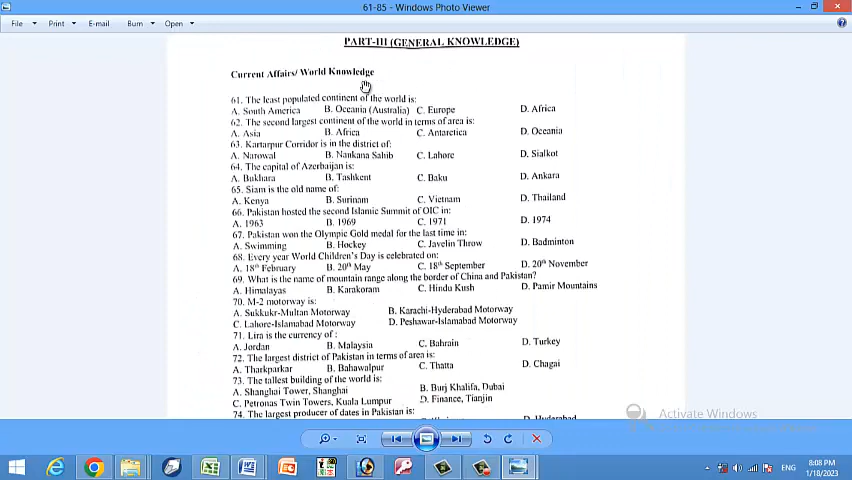 61-85 - Windows Photo Viewer
File Print E-mail Burn Open
PART-III (GENERAL KNOWLEDGE)
Current Affairs/ World Knowledge
61. The least populated continent of the world is:
A. South America B. Oceania (Australia) C. Europe D. Africa
62. The second largest continent of the world in terms of area is:
A. Asia B. Africa C. Antarctica D. Oceania
63. Kartarpur Corridor is in the district of:
A. Narowal B. Nankana Sahib C. Lahore D. Sialkot
64. The capital of Azerbaijan is:
A. Bukhara B. Tashkent C. Baku D. Ankara
65. Siam is the old name of:
A. Kenya B. Surinam C. Vietnam D. Thailand
66. Pakistan hosted the second Islamic Summit of OIC in:
A. 1963 B. 1969 C. 1971 D. 1974
67. Pakistan won the Olympic Gold medal for the last time in:
A. Swimming B. Hockey C. Javelin Throw D. Badminton
68. Every year World Children's Day is celebrated on:
A. 18th February B. 20th May C. 18th September D. 20th November
69. What is the name of mountain range along the border of China and Pakistan?
A. Himalayas B. Karakoram C. Hindu Kush D. Pamir Mountains
70. M-2 motorway is:
A. Sukkukr-Multan Motorway B. Karachi-Hyderabad Motorway
C. Lahore-Islamabad Motorway D. Peshawar-Islamabad Motorway
71. Lira is the currency of :
A. Jordan B. Malaysia C. Bahrain D. Turkey
72. The largest district of Pakistan in terms of area is:
A. Tharkparkar B. Bahawalpur C. Thatta D. Chagai
73. The tallest building of the world is:
A. Shanghai Tower, Shanghai B. Burj Khalifa, Dubai
C. Petronas Twin Towers, Kuala Lumpur D. Finance, Tianjin
74. The largest producer of dates in Pakistan is:
D. Hyderabad
Activate Windows
ENG
8:08 PM
1/18/2023